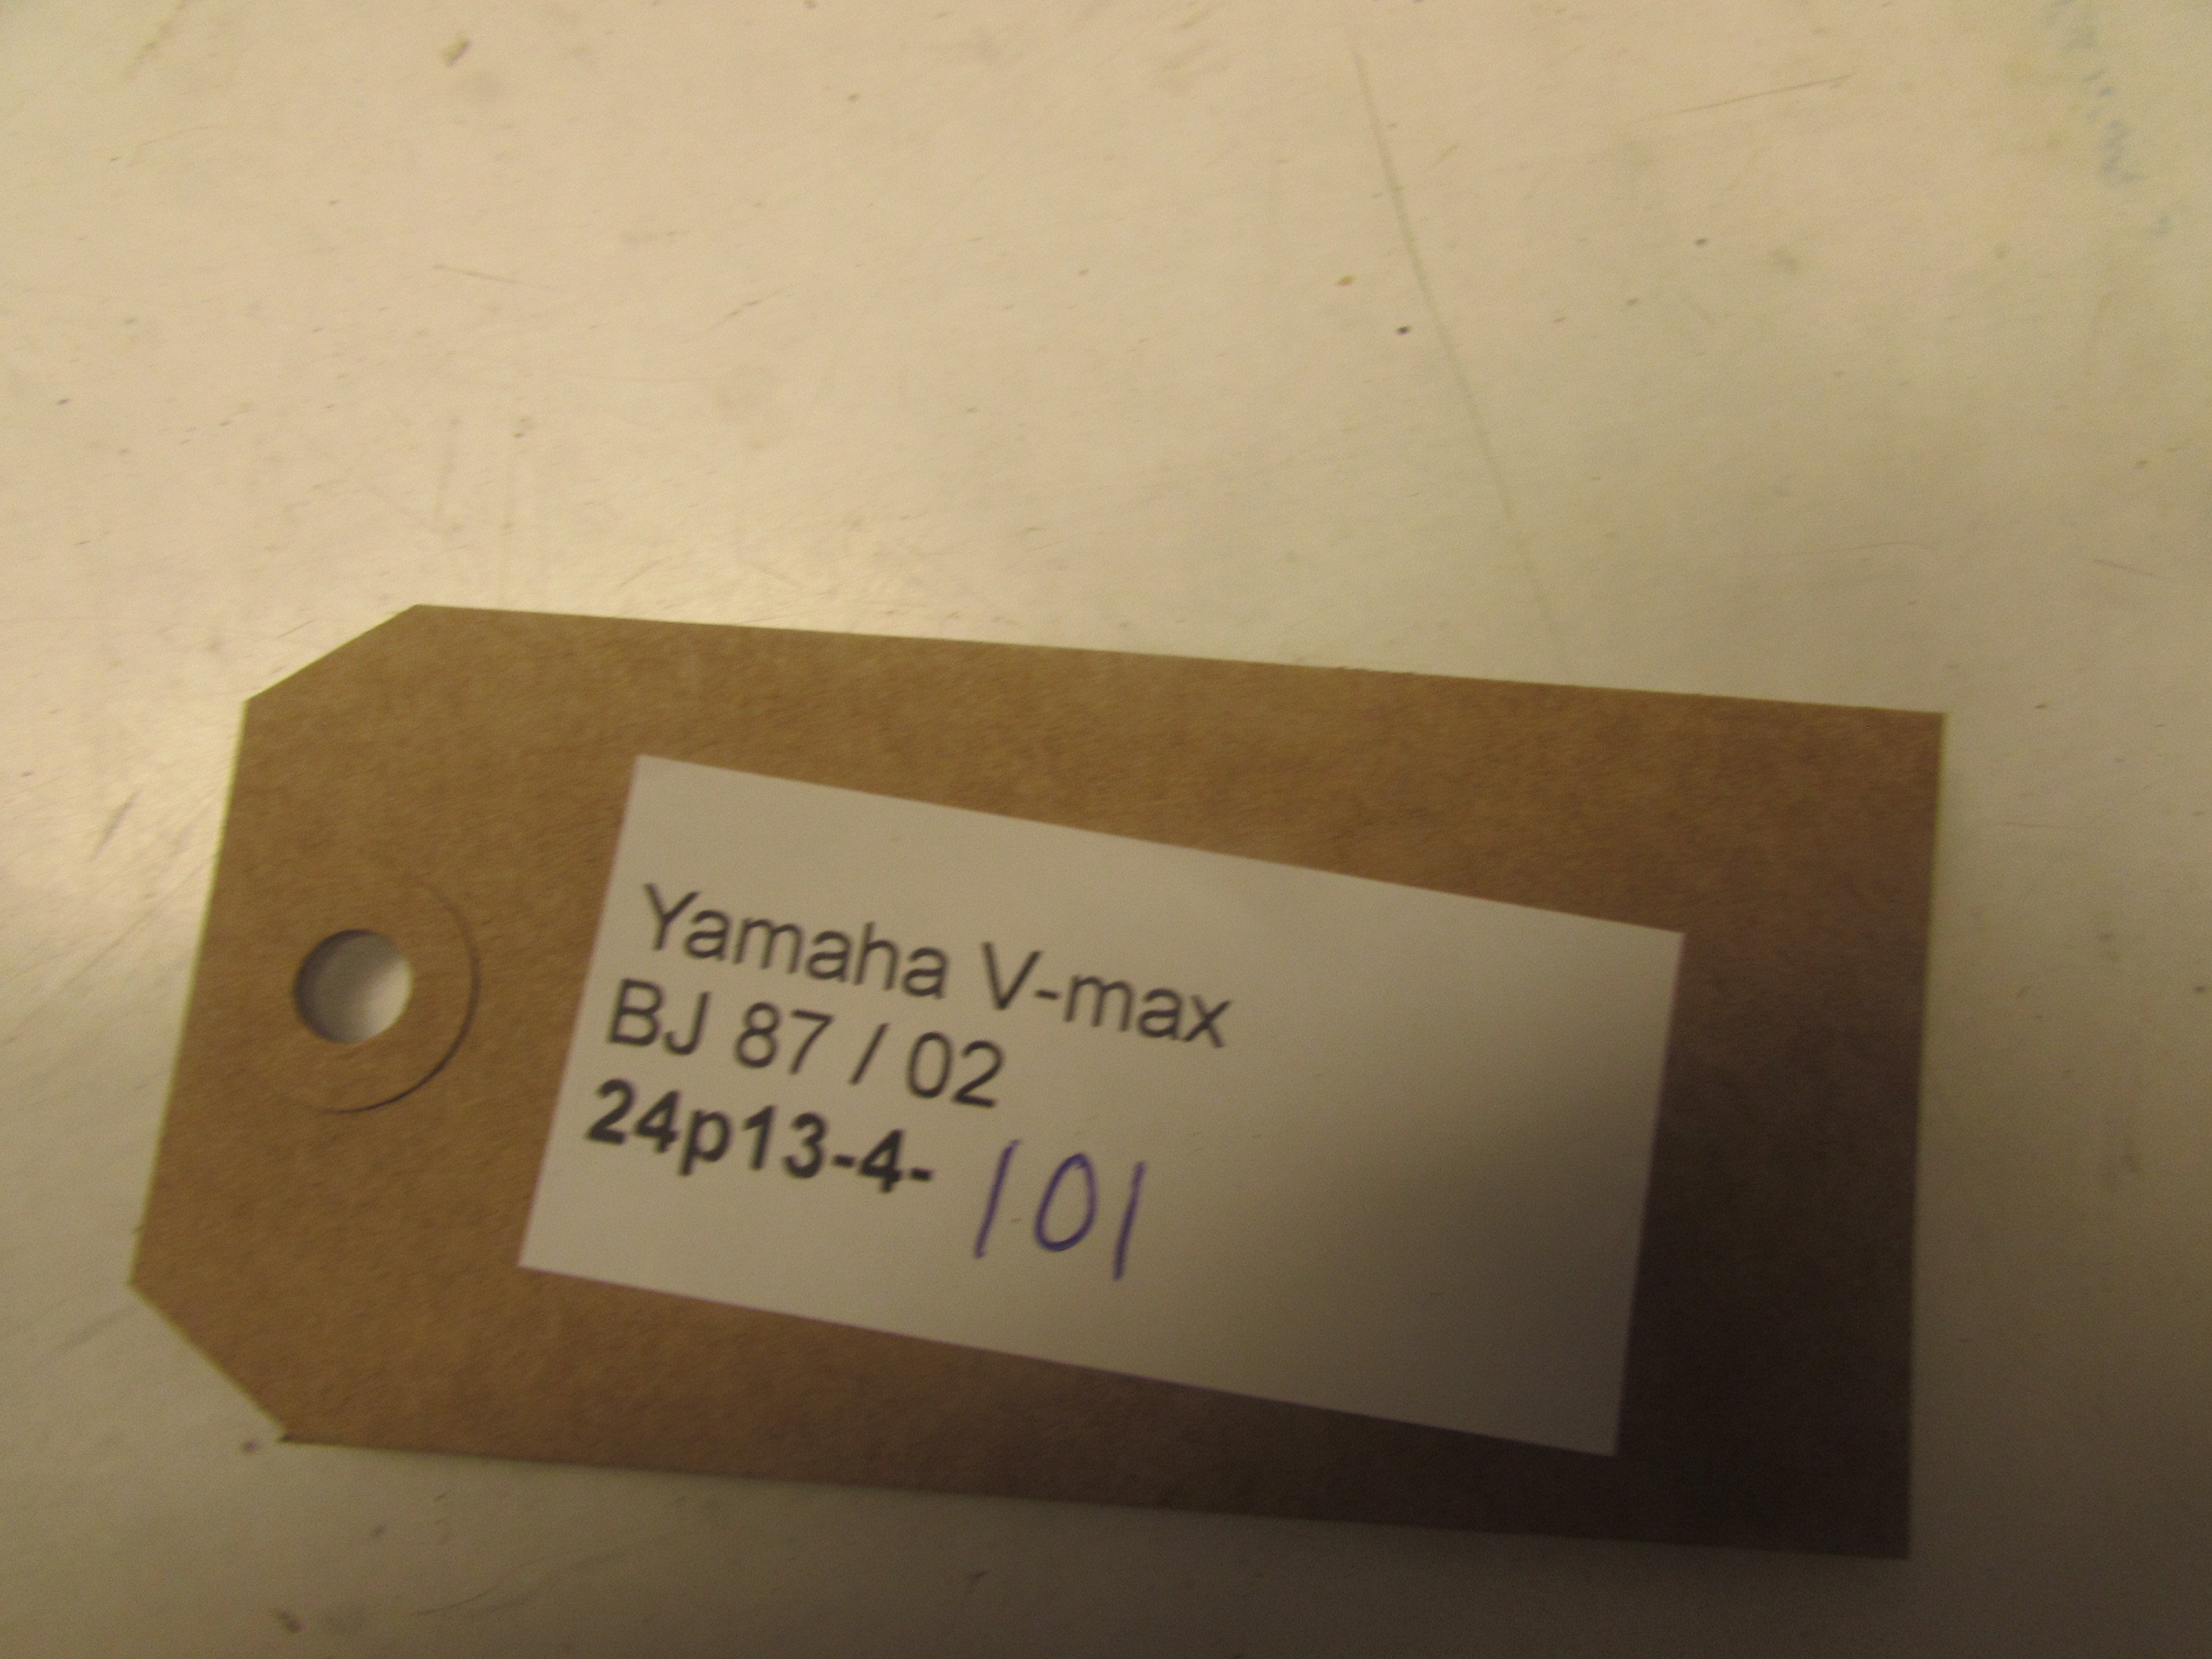 Yamaha V-max
BJ 87 / 02
24p13-4- 101